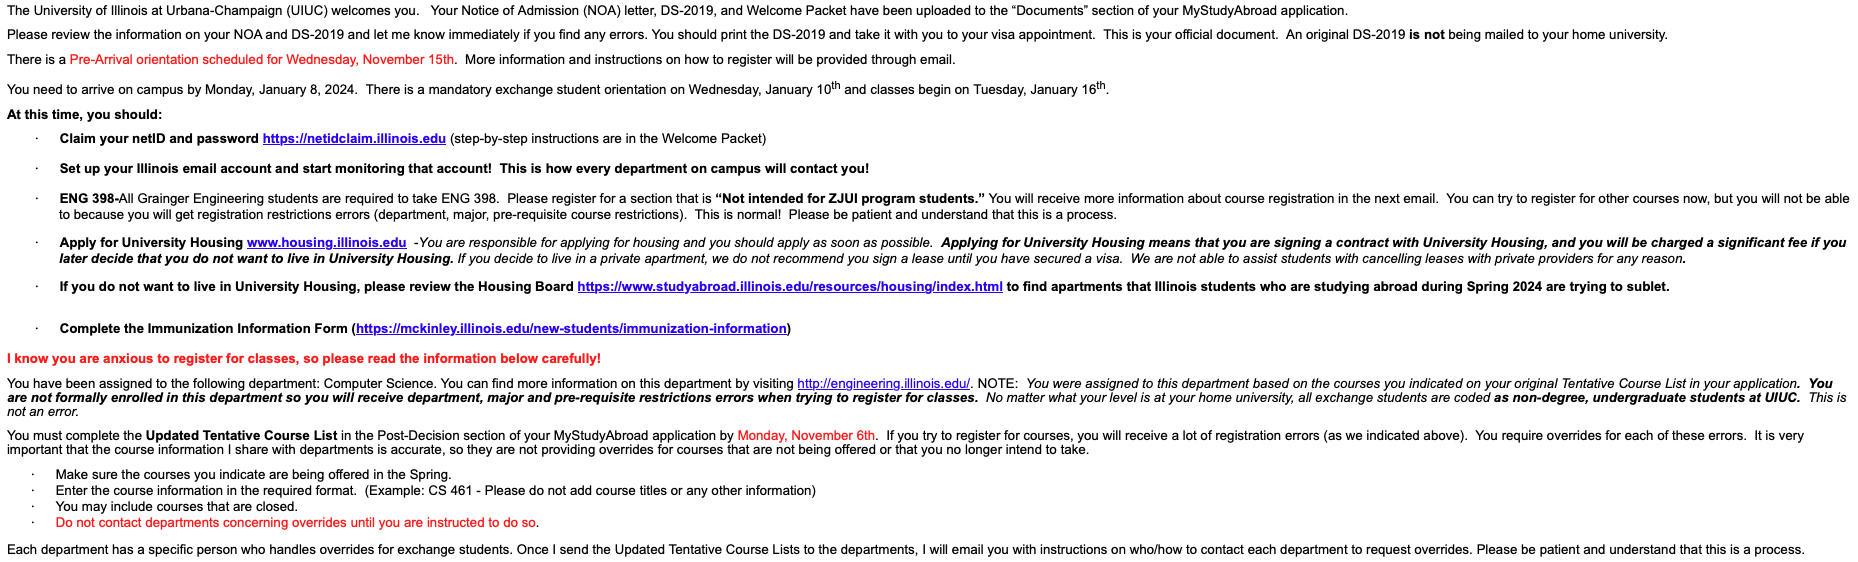 The University of Illinois at Urbana-Champaign (UIUC) welcomes you.   Your Notice of Admission (NOA) letter, DS-2019, and Welcome Packet have been uploaded to the “Documents” section of your MyStudyAbroad application.
Please review the information on your NOA and DS-2019 and let me know immediately if you find any errors. You should print the DS-2019 and take it with you to your visa appointment.  This is your official document.  An original DS-2019 is not being mailed to your home university.
There is a Pre-Arrival orientation scheduled for Wednesday, November 15th.  More information and instructions on how to register will be provided through email.
You need to arrive on campus by Monday, January 8, 2024.  There is a mandatory exchange student orientation on Wednesday, January 10th and classes begin on Tuesday, January 16th.
At this time, you should:
· Claim your netID and password https://netidclaim.illinois.edu (step-by-step instructions are in the Welcome Packet)
· Set up your Illinois email account and start monitoring that account!  This is how every department on campus will contact you!
· ENG 398-All Grainger Engineering students are required to take ENG 398.  Please register for a section that is “Not intended for ZJUI program students.” You will receive more information about course registration in the next email.  You can try to register for other courses now, but you will not be able
to because you will get registration restrictions errors (department, major, pre-requisite course restrictions).  This is normal!  Please be patient and understand that this is a process.
· Apply for University Housing www.housing.illinois.edu  -You are responsible for applying for housing and you should apply as soon as possible.  Applying for University Housing means that you are signing a contract with University Housing, and you will be charged a significant fee if you
later decide that you do not want to live in University Housing. If you decide to live in a private apartment, we do not recommend you sign a lease until you have secured a visa.  We are not able to assist students with cancelling leases with private providers for any reason.
· If you do not want to live in University Housing, please review the Housing Board https://www.studyabroad.illinois.edu/resources/housing/index.html to find apartments that Illinois students who are studying abroad during Spring 2024 are trying to sublet.
· Complete the Immunization Information Form (https://mckinley.illinois.edu/new-students/immunization-information)
I know you are anxious to register for classes, so please read the information below carefully!
You have been assigned to the following department: Computer Science. You can find more information on this department by visiting http://engineering.illinois.edu/. NOTE:  You were assigned to this department based on the courses you indicated on your original Tentative Course List in your application.  You
are not formally enrolled in this department so you will receive department, major and pre-requisite restrictions errors when trying to register for classes.  No matter what your level is at your home university, all exchange students are coded as non-degree, undergraduate students at UIUC.  This is
not an error.
You must complete the Updated Tentative Course List in the Post-Decision section of your MyStudyAbroad application by Monday, November 6th.  If you try to register for courses, you will receive a lot of registration errors (as we indicated above).  You require overrides for each of these errors.  It is very
important that the course information I share with departments is accurate, so they are not providing overrides for courses that are not being offered or that you no longer intend to take.
· Make sure the courses you indicate are being offered in the Spring.
· Enter the course information in the required format.  (Example: CS 461 - Please do not add course titles or any other information)
· You may include courses that are closed.
· Do not contact departments concerning overrides until you are instructed to do so.
Each department has a specific person who handles overrides for exchange students. Once I send the Updated Tentative Course Lists to the departments, I will email you with instructions on who/how to contact each department to request overrides. Please be patient and understand that this is a process.